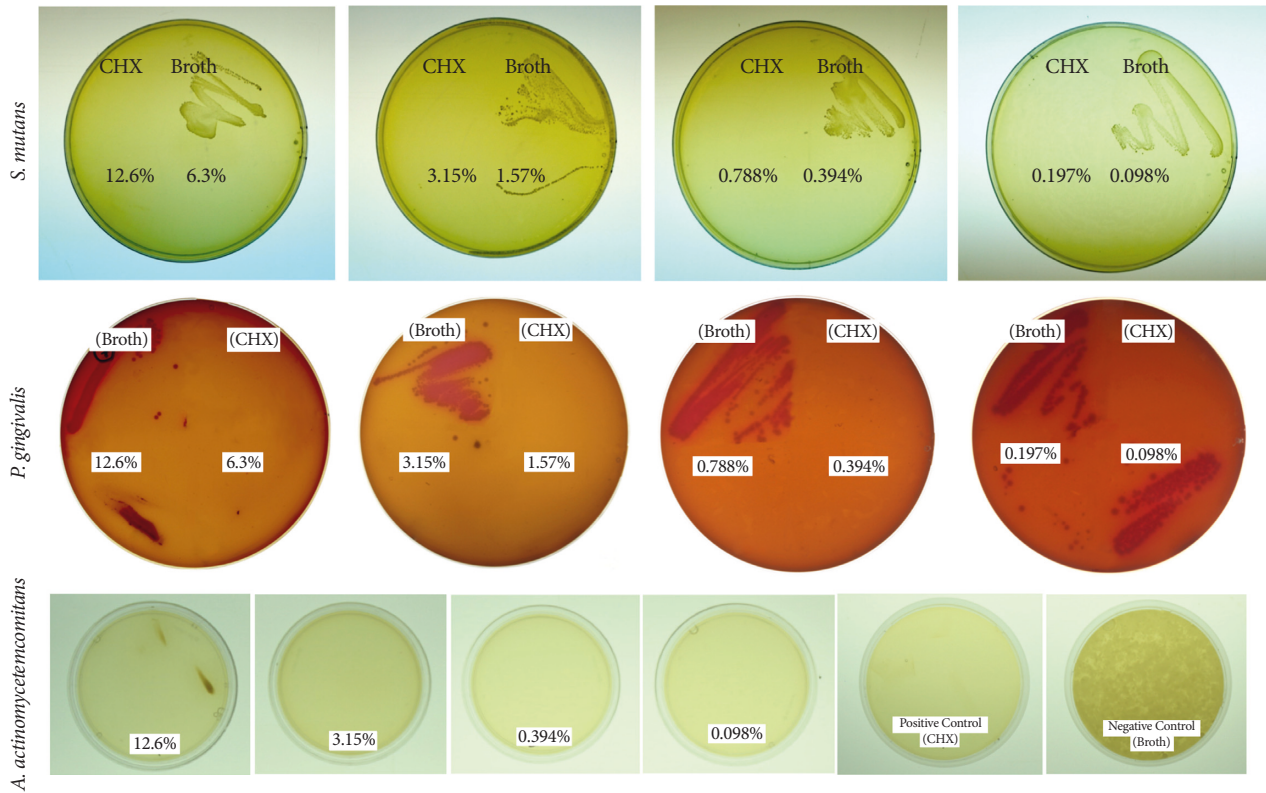 S. mutans
CHX Broth
12.6% 6.3%
CHX Broth
3.15% 1.57%
CHX Broth
0.788% 0.394%
CHX Broth
0.197% 0.098%
P. gingivalis
(Broth) (CHX)
12.6% 6.3%
(Broth) (CHX)
3.15% 1.57%
(Broth) (CHX)
0.788% 0.394%
(Broth) (CHX)
0.197% 0.098%
A. actinomycetemcomitans
12.6%
3.15%
0.394%
0.098%
Positive Control
(CHX)
Negative Control
(Broth)